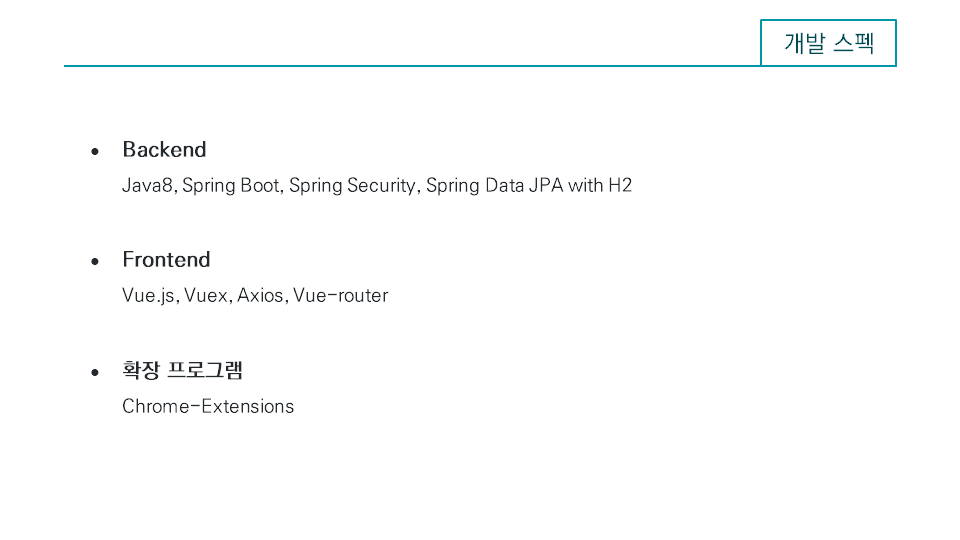 개발 스펙
● Backend
Java8, Spring Boot, Spring Security, Spring Data JPA with H2
● Frontend
Vue.js, Vuex, Axios, Vue-router
● 확장 프로그램
Chrome-Extensions